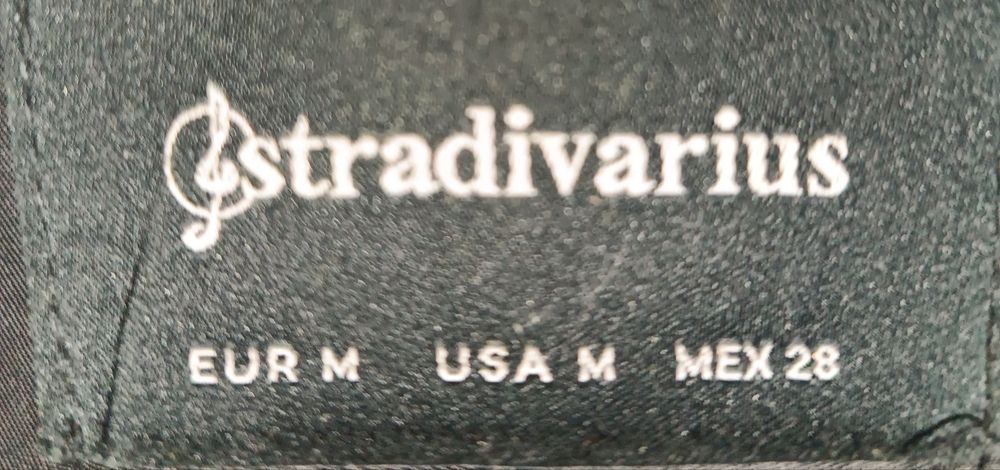 stradivarius
EUR M USA M MEX 28